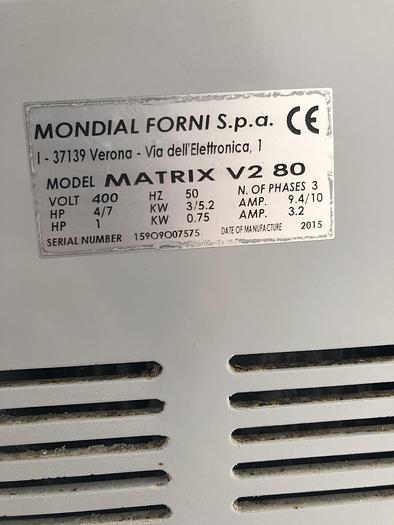 MONDIAL FORNI S.p.a. CE
I - 37139 Verona - Via dell'Elettronica, 1
MODEL MATRIX V2 80
VOLT 400 HZ 50 N. OF PHASES 3
HP 4/7 KW 3/5.2 AMP. 9.4/10
HP 1 KW 0.75 AMP. 3.2
SERIAL NUMBER 15909007575 DATE OF MANUFACTURE 2015